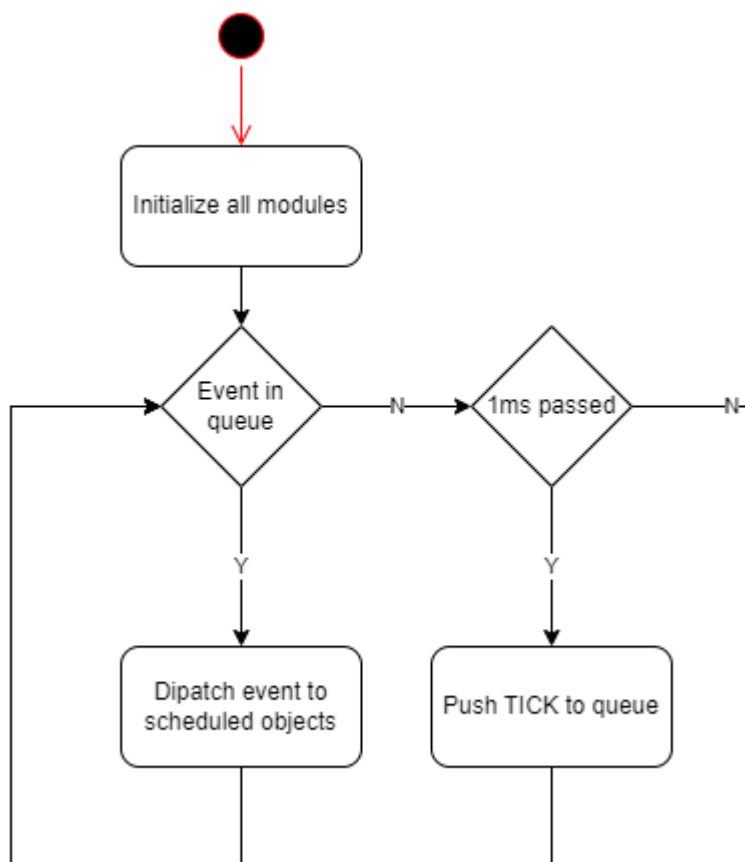 Initialize all modules
Event in
queue
N
1ms passed
N
Y
Y
Dipatch event to
scheduled objects
Push TICK to queue